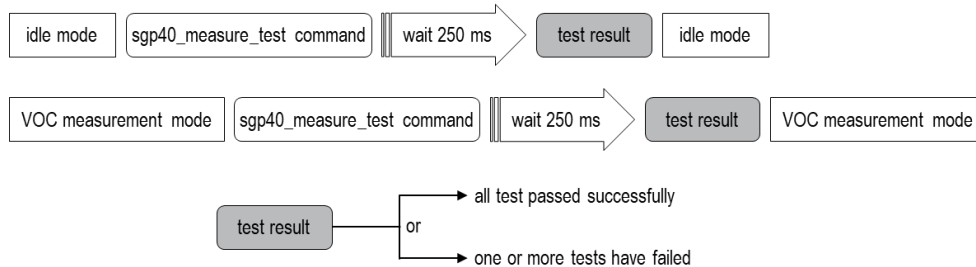 idle mode sgp40_measure_test command wait 250 ms test result idle mode
VOC measurement mode sgp40_measure_test command wait 250 ms test result VOC measurement mode
all test passed successfully
test result or
one or more tests have failed